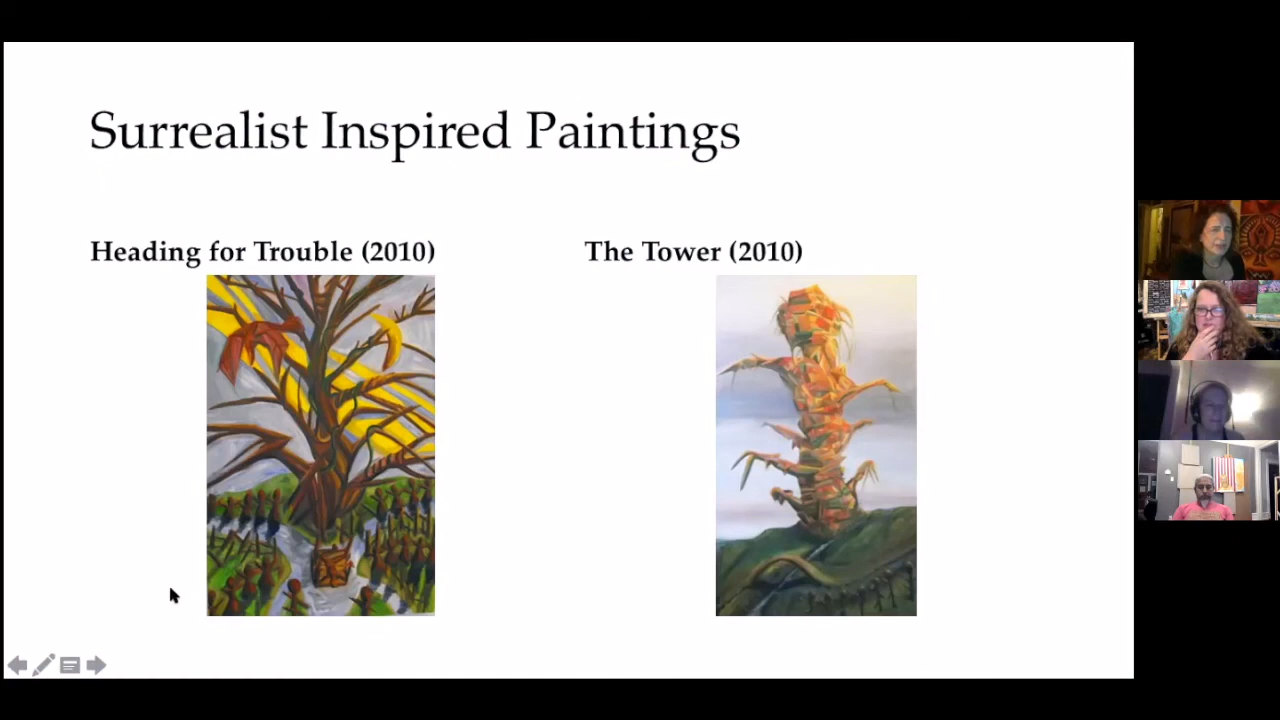 Surrealist Inspired Paintings
Heading for Trouble (2010)
The Tower (2010)